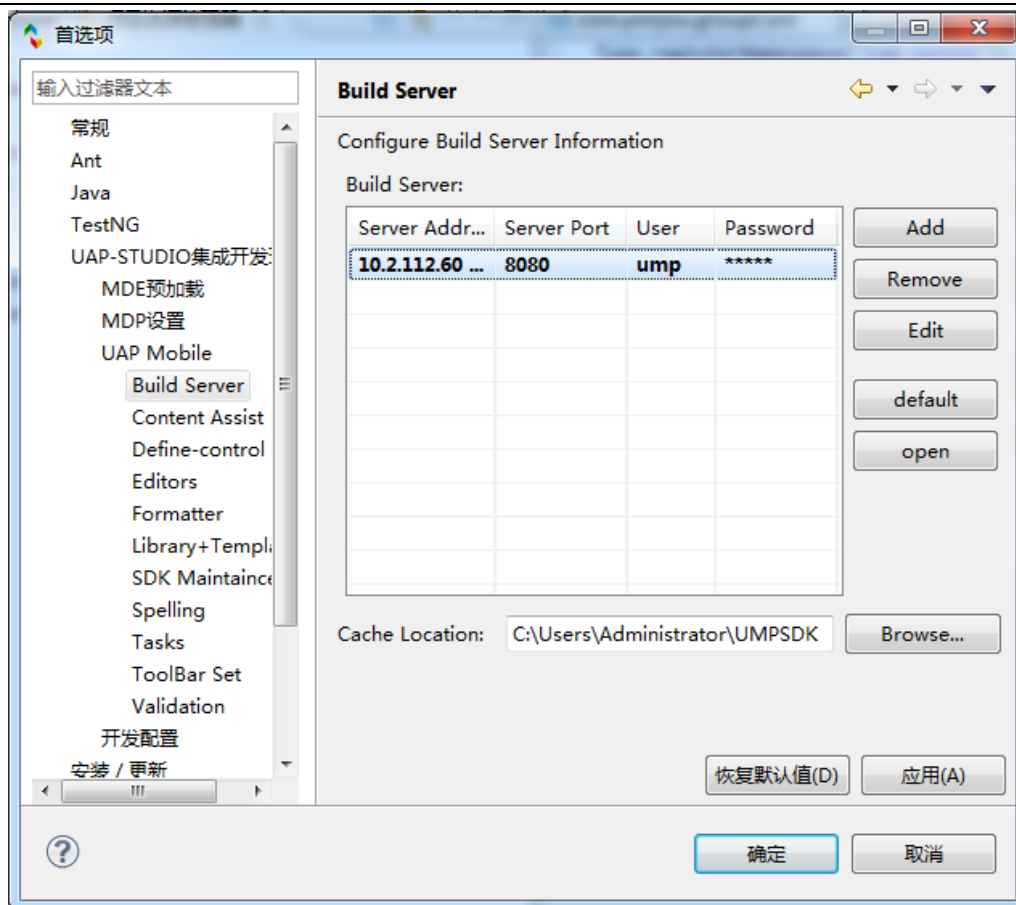 首选项
输入过滤器文本
常规
Ant
Java
TestNG
UAP-STUDIO集成开发
MDE预加载
MDP设置
UAP Mobile
Build Server
Content Assist
Define-control
Editors
Formatter
Library+Templa
SDK Maintaince
Spelling
Tasks
ToolBar Set
Validation
开发配置
安装 / 更新
Build Server
Configure Build Server Information
Build Server:
Server Addr... Server Port User Password
10.2.112.60 ... 8080 ump *****
Add
Remove
Edit
default
open
Cache Location: C:\Users\Administrator\UMPSDK Browse...
恢复默认值(D) 应用(A)
确定 取消